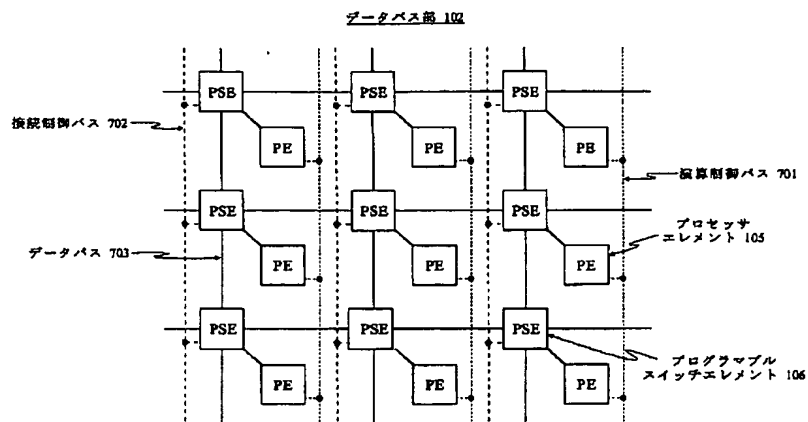 データパス部 102
PSE PSE PSE
接続制御バス 702
PE PE PE
演算制御バス 701
PSE PSE PSE
プロセッサ
エレメント 105
データバス 703
PE PE PE
PSE PSE PSE
プログラマブル
スイッチエレメント 106
PE PE PE